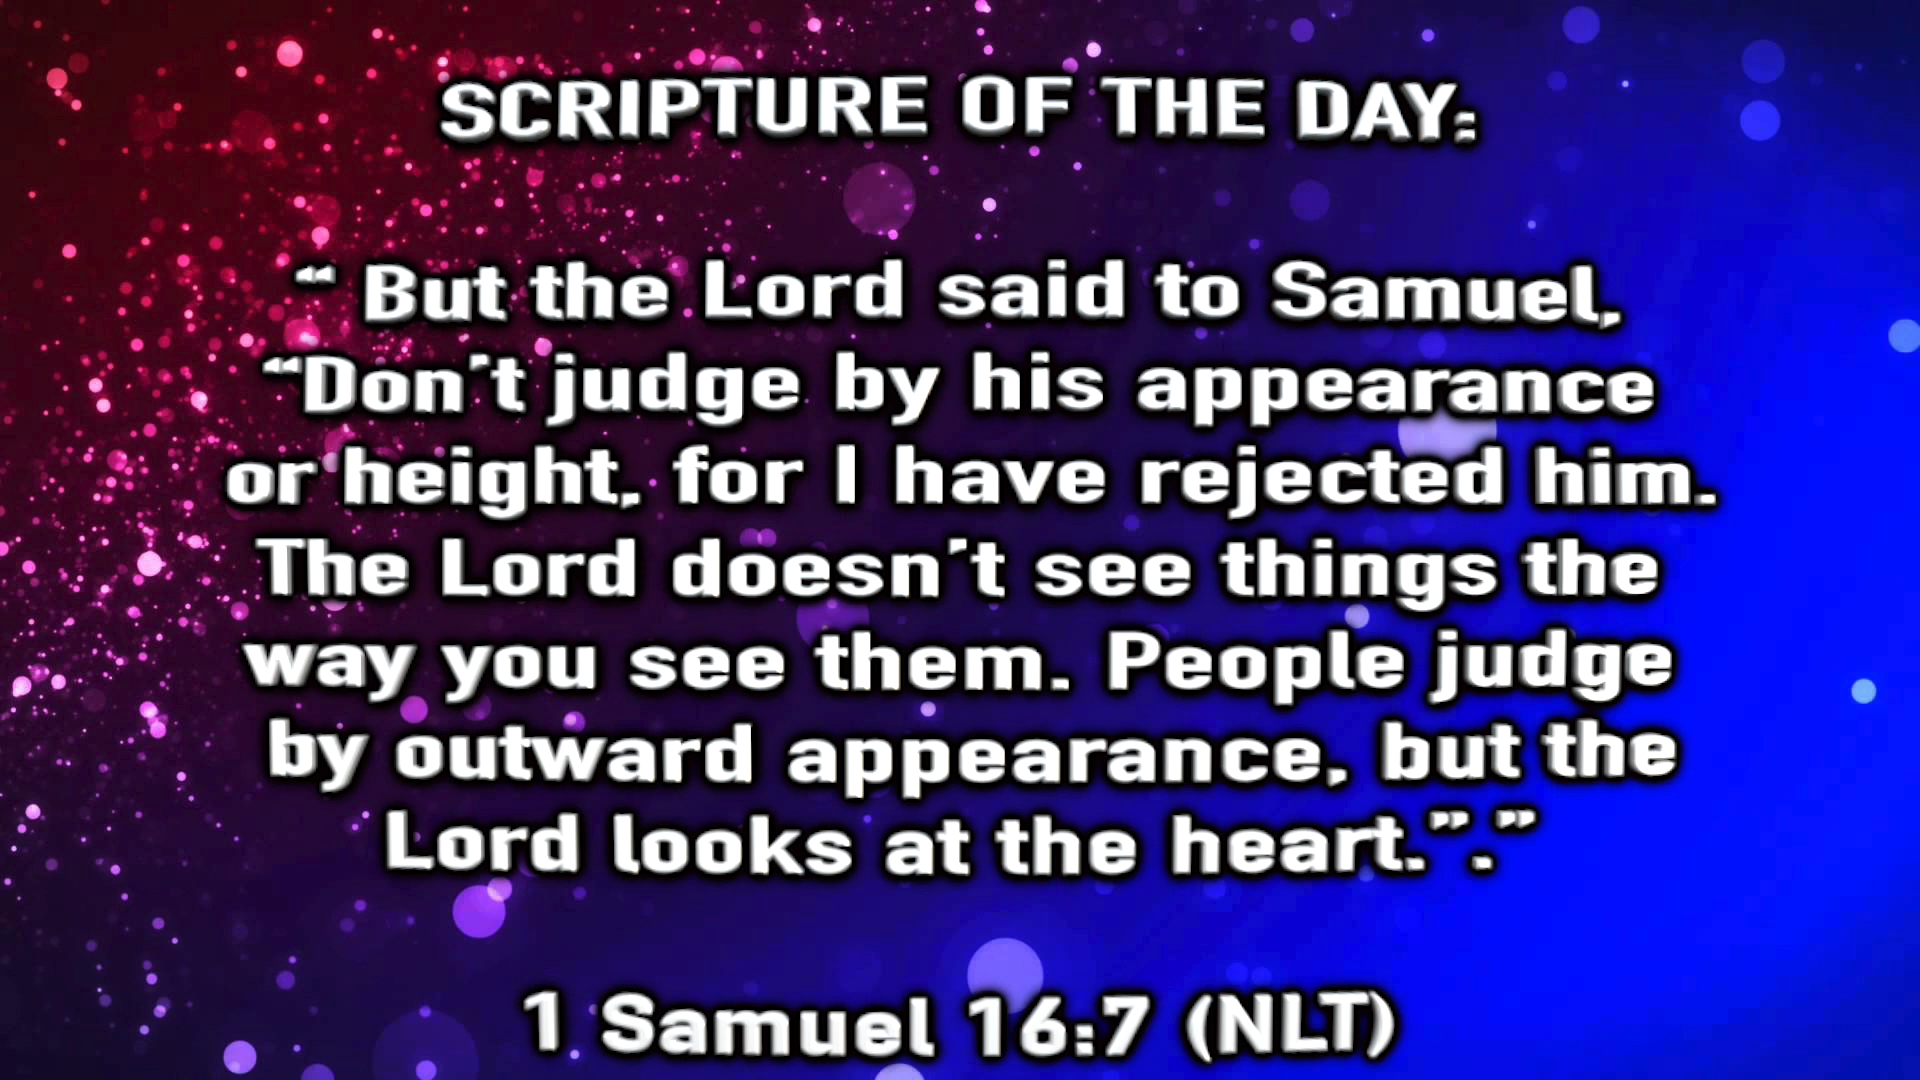 SCRIPTURE OF THE DAY:
“ But the Lord said to Samuel,
“Don’t judge by his appearance
or height, for I have rejected him.
The Lord doesn’t see things the
way you see them. People judge
by outward appearance, but the
Lord looks at the heart.”.”
1 Samuel 16:7 (NLT)